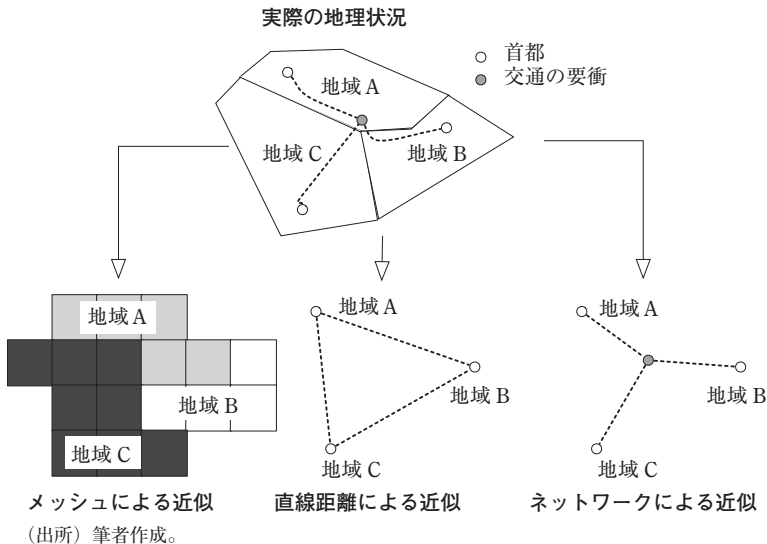 実際の地理状況
首都
交通の要衝
地域 A
地域 C
地域 B
地域 A
地域 B
地域 C
地域 A
地域 B
地域 C
地域 A
地域 B
地域 C
メッシュによる近似
直線距離による近似
ネットワークによる近似
（出所）筆者作成。